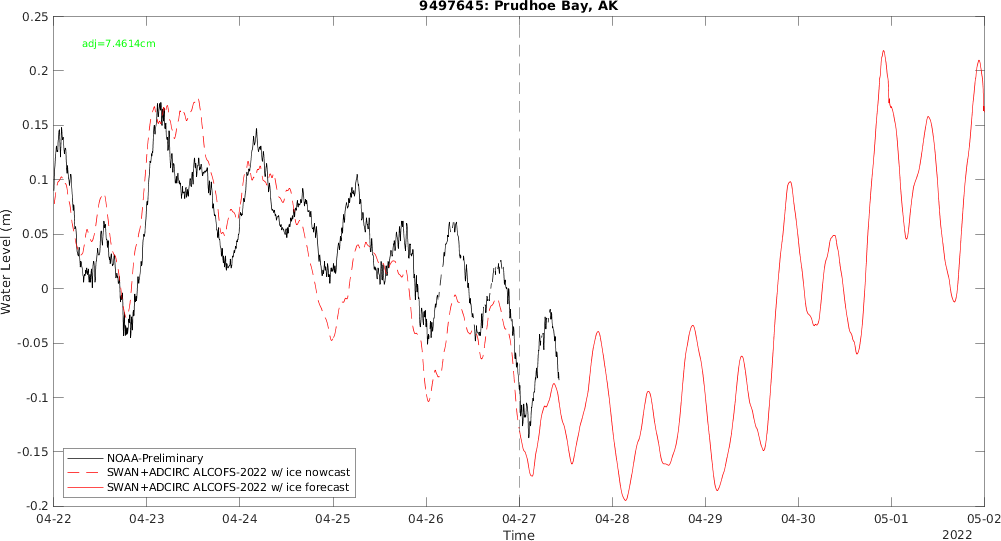 9497645: Prudhoe Bay, AK
adj=7.4614cm
Water Level (m)
0.25
0.2
0.15
0.1
0.05
0
-0.05
-0.1
-0.15
-0.2
NOAA-Preliminary
SWAN+ADCIRC ALCOFS-2022 w/ ice nowcast
SWAN+ADCIRC ALCOFS-2022 w/ ice forecast
04-22 04-23 04-24 04-25 04-26 04-27 04-28 04-29 04-30 05-01 05-02
Time
2022